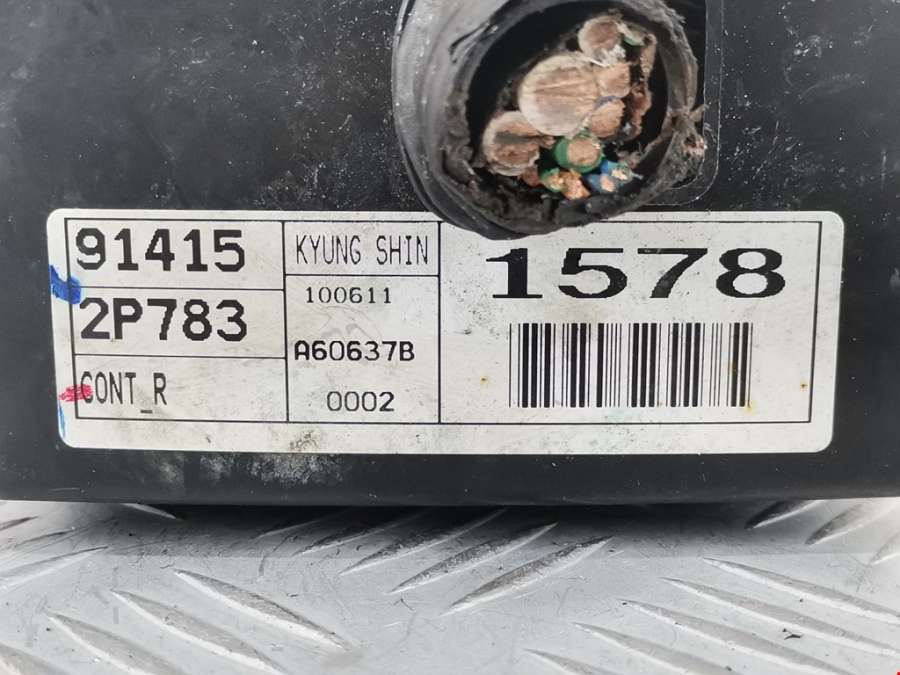 91415
2P783
CONT_R
KYUNG SHIN
100611
A60637B
0002
1578